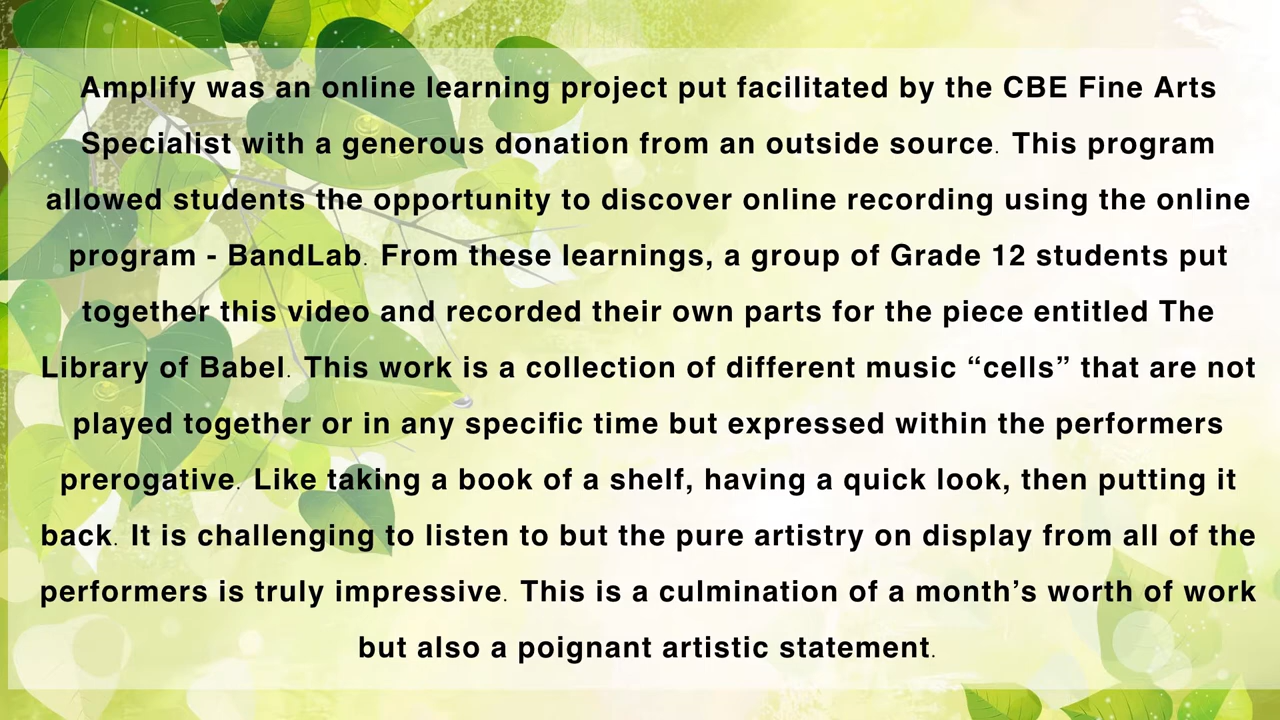 Amplify was an online learning project put facilitated by the CBE Fine Arts
Specialist with a generous donation from an outside source. This program
allowed students the opportunity to discover online recording using the online
program - BandLab. From these learnings, a group of Grade 12 students put
together this video and recorded their own parts for the piece entitled The
Library of Babel. This work is a collection of different music “cells” that are not
played together or in any specific time but expressed within the performers
prerogative. Like taking a book of a shelf, having a quick look, then putting it
back. It is challenging to listen to but the pure artistry on display from all of the
performers is truly impressive. This is a culmination of a month’s worth of work
but also a poignant artistic statement.